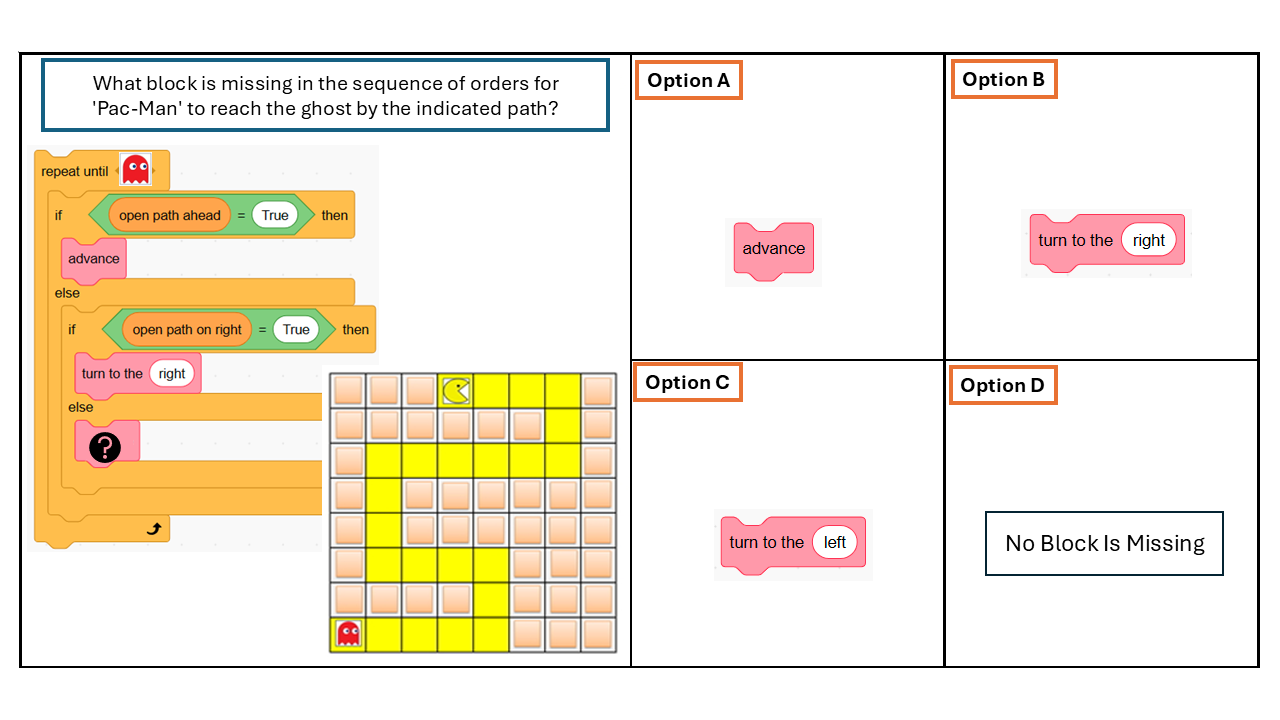 What block is missing in the sequence of orders for
'Pac-Man' to reach the ghost by the indicated path?
repeat until
if open path ahead = True then
advance
else
if open path on right = True then
turn to the right
else
?
Option A
advance
Option B
turn to the right
Option C
turn to the left
Option D
No Block Is Missing